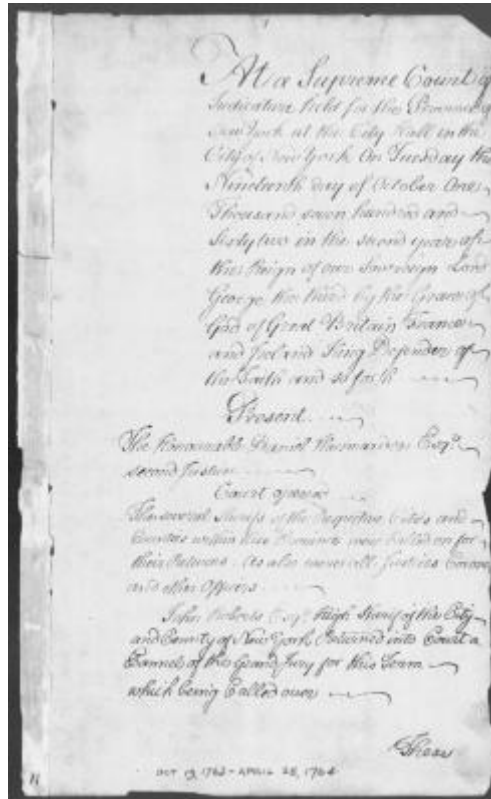 At a Supreme Court of
Judicature held for the Province of
New York at the City Hall in the
City of New York On Tuesday the
Nineteenth day of October One
Thousand seven hundred and
Sixty two in the second year of
the Reign of our Sovereign Lord
George the third by the Grace of
God of Great Britain France
and Ireland King Defender of
the Faith and so forth
Present
The Honourable Daniel Horsmanden Esqr.
second Justice
Court opened
The several Sherifs of the Respective Cities and
Counties within this Province were Called on for
their Returns As also were all Justices Coroners
and other Officers
John Roberts Esqr. High Sherif of the City
and County of New York Returned into Court a
Pannel of the Grand Jury for this Term
which being Called over
OCT 19, 1762 - APRIL 28, 1764